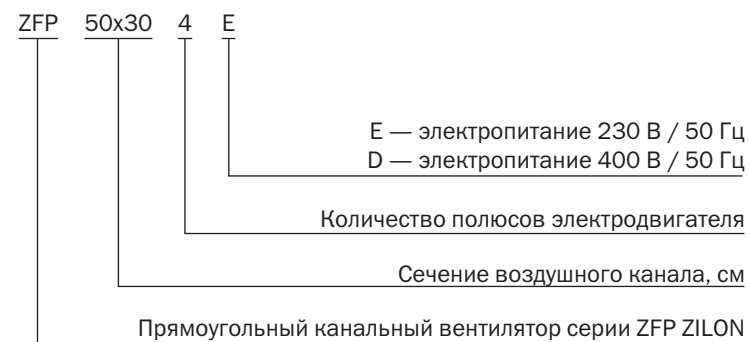 ZFP 50x30 4 E
E — электропитание 230 В / 50 Гц
D — электропитание 400 В / 50 Гц
Количество полюсов электродвигателя
Сечение воздушного канала, см
Прямоугольный канальный вентилятор серии ZFP ZILON